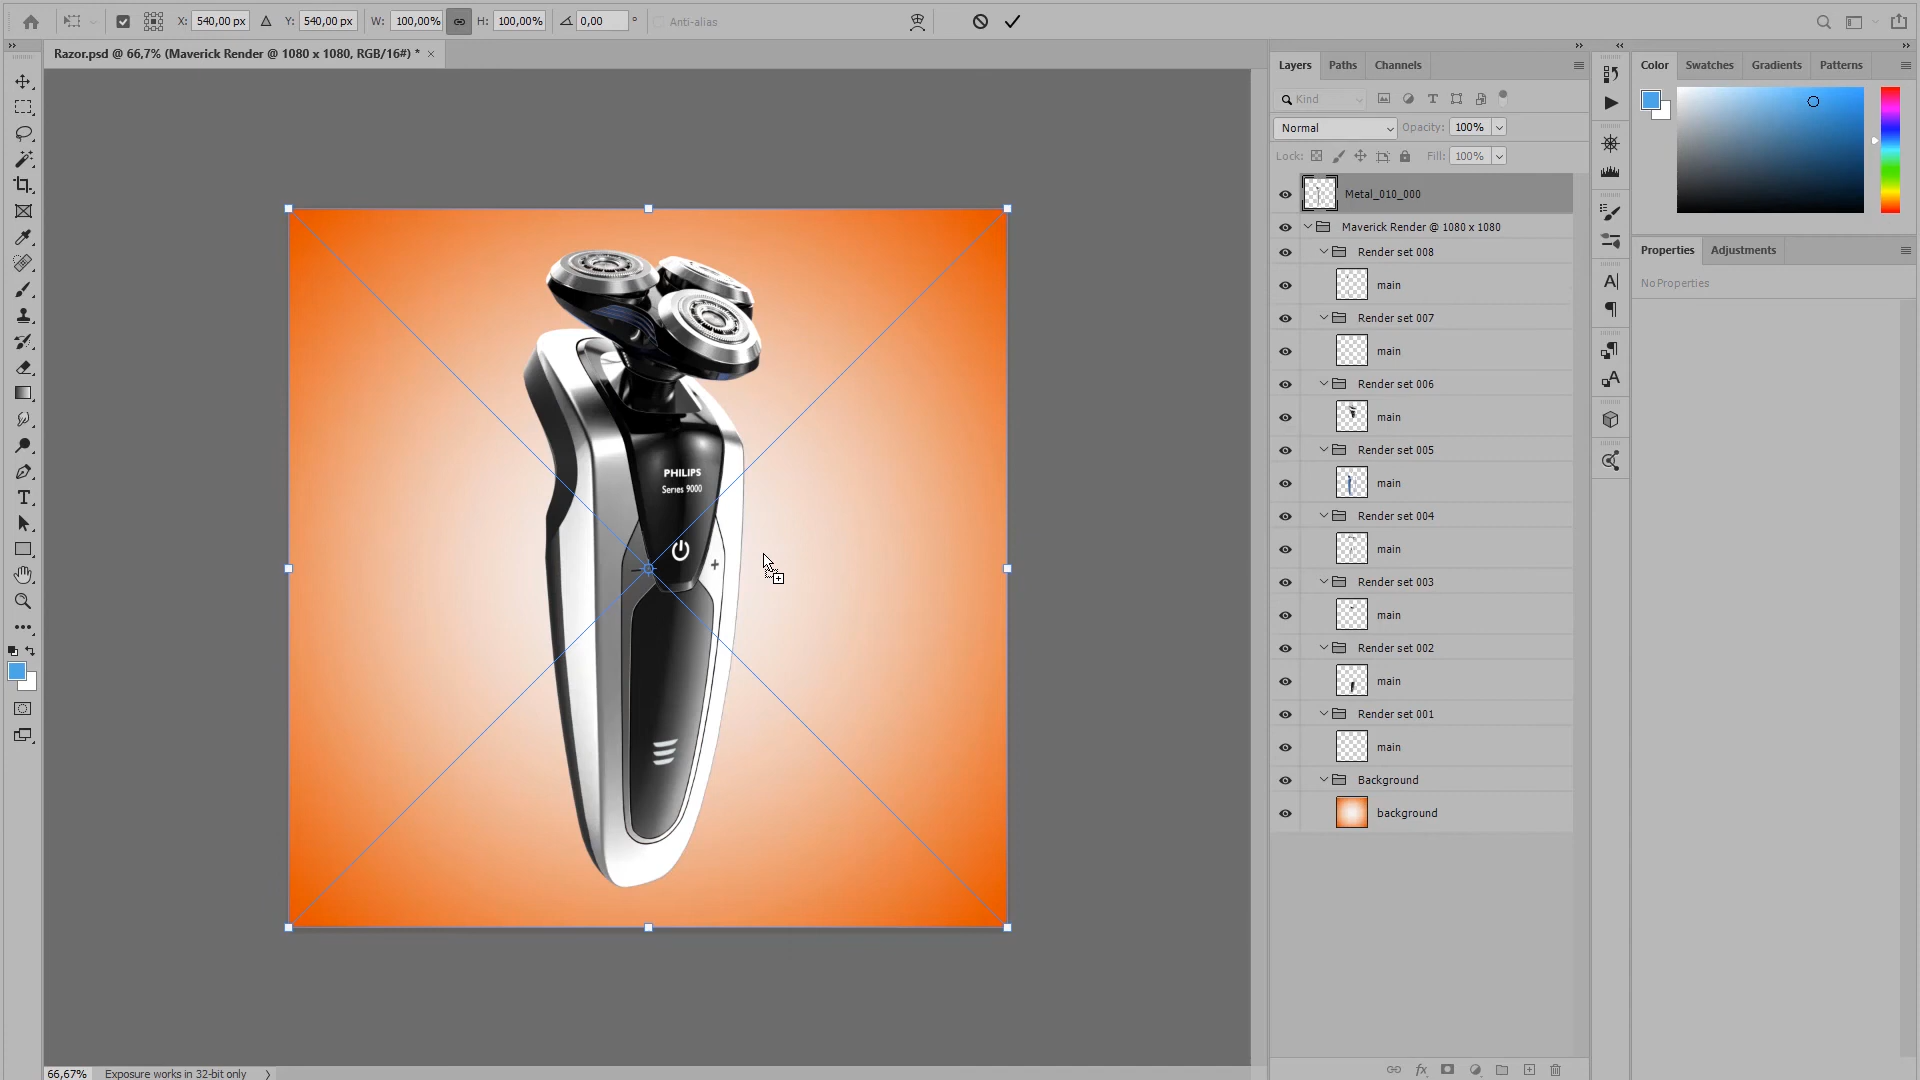 X: 540,00 px Y: 540,00 px W: 100,00% H: 100,00% 0,00 ° Anti-alias
Razor.psd @ 66,7% (Maverick Render @ 1080 x 1080, RGB/16#) * ×
Layers Paths Channels
Color Swatches Gradients Patterns
Kind
Normal Opacity: 100%
Lock: Fill: 100%
Metal_010_000
Maverick Render @ 1080 x 1080
Render set 008
main
Render set 007
main
Render set 006
main
Render set 005
main
Render set 004
main
Render set 003
main
Render set 002
main
Render set 001
main
Background
background
Properties Adjustments
No Properties
PHILIPS
Series 9000
66,67% Exposure works in 32-bit only